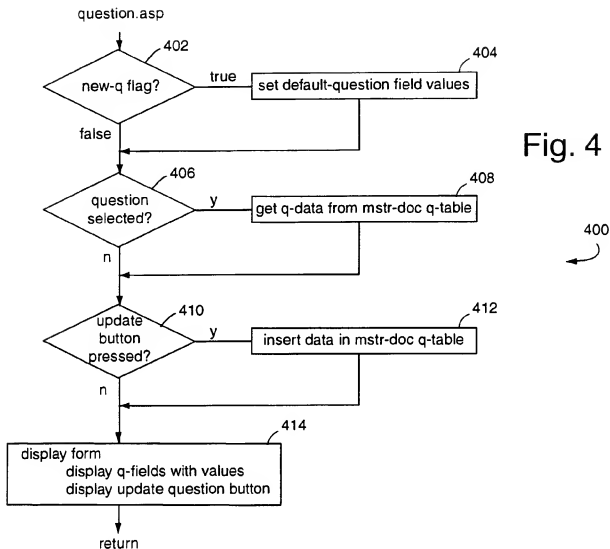 question.asp
402
new-q flag?
true
404
set default-question field values
false
Fig. 4
406
question
selected?
y
408
get q-data from mstr-doc q-table
400
n
410
update
button
pressed?
y
412
insert data in mstr-doc q-table
n
414
display form
display q-fields with values
display update question button
return